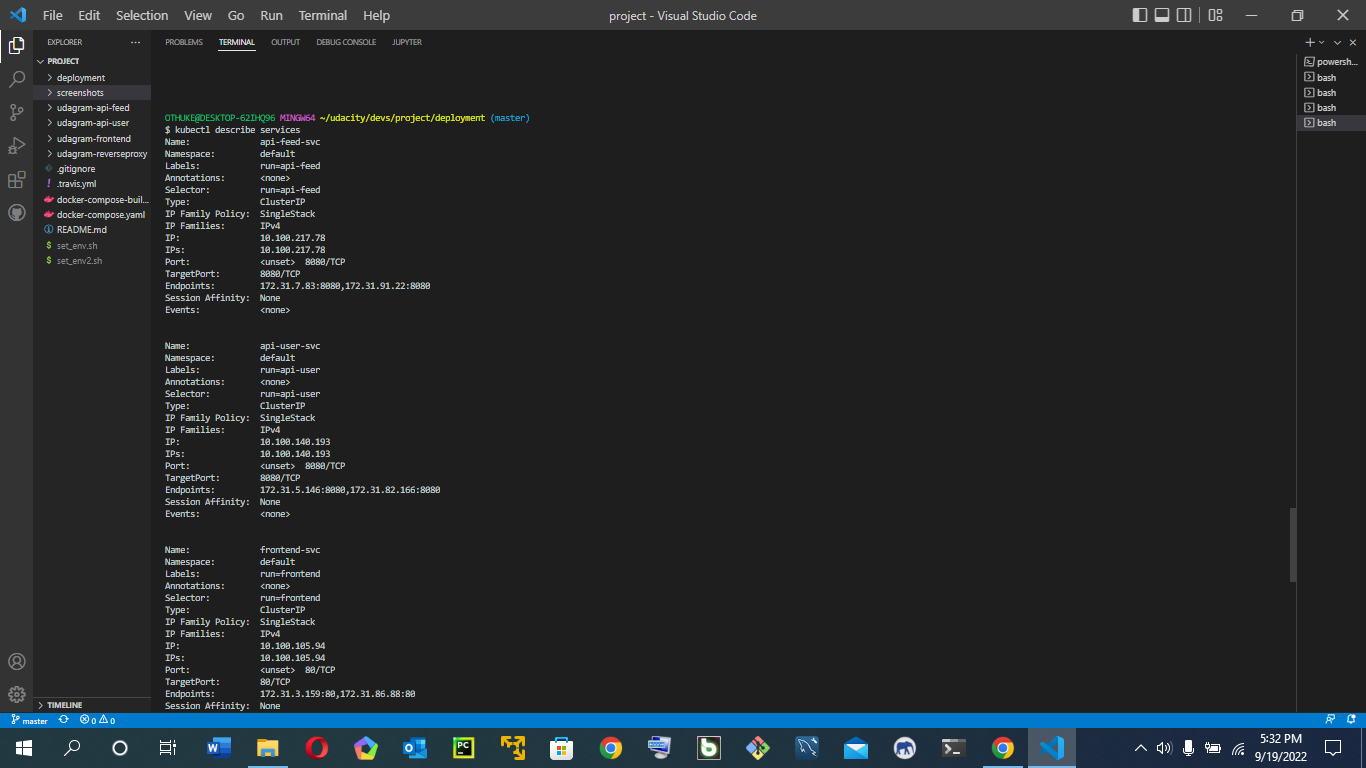 File Edit Selection View Go Run Terminal Help project - Visual Studio Code
EXPLORER ...
PROJECT
deployment
screenshots
udagram-api-feed
udagram-api-user
udagram-frontend
udagram-reverseproxy
.gitignore
.travis.yml
docker-compose-buil...
docker-compose.yaml
README.md
set_env.sh
set_env2.sh
TIMELINE
PROBLEMS TERMINAL OUTPUT DEBUG CONSOLE JUPYTER
OTHUKE@DESKTOP-62IHQ96 MINGW64 ~/udacity/devs/project/deployment (master)
$ kubectl describe services
Name: api-feed-svc
Namespace: default
Labels: run=api-feed
Annotations: <none>
Selector: run=api-feed
Type: ClusterIP
IP Family Policy: SingleStack
IP Families: IPv4
IP: 10.100.217.78
IPs: 10.100.217.78
Port: <unset> 8080/TCP
TargetPort: 8080/TCP
Endpoints: 172.31.7.83:8080,172.31.91.22:8080
Session Affinity: None
Events: <none>
Name: api-user-svc
Namespace: default
Labels: run=api-user
Annotations: <none>
Selector: run=api-user
Type: ClusterIP
IP Family Policy: SingleStack
IP Families: IPv4
IP: 10.100.140.193
IPs: 10.100.140.193
Port: <unset> 8080/TCP
TargetPort: 8080/TCP
Endpoints: 172.31.5.146:8080,172.31.82.166:8080
Session Affinity: None
Events: <none>
Name: frontend-svc
Namespace: default
Labels: run=frontend
Annotations: <none>
Selector: run=frontend
Type: ClusterIP
IP Family Policy: SingleStack
IP Families: IPv4
IP: 10.100.105.94
IPs: 10.100.105.94
Port: <unset> 80/TCP
TargetPort: 80/TCP
Endpoints: 172.31.3.159:80,172.31.86.88:80
Session Affinity: None
powersh...
bash
bash
bash
bash
master 0 0
5:32 PM
9/19/2022